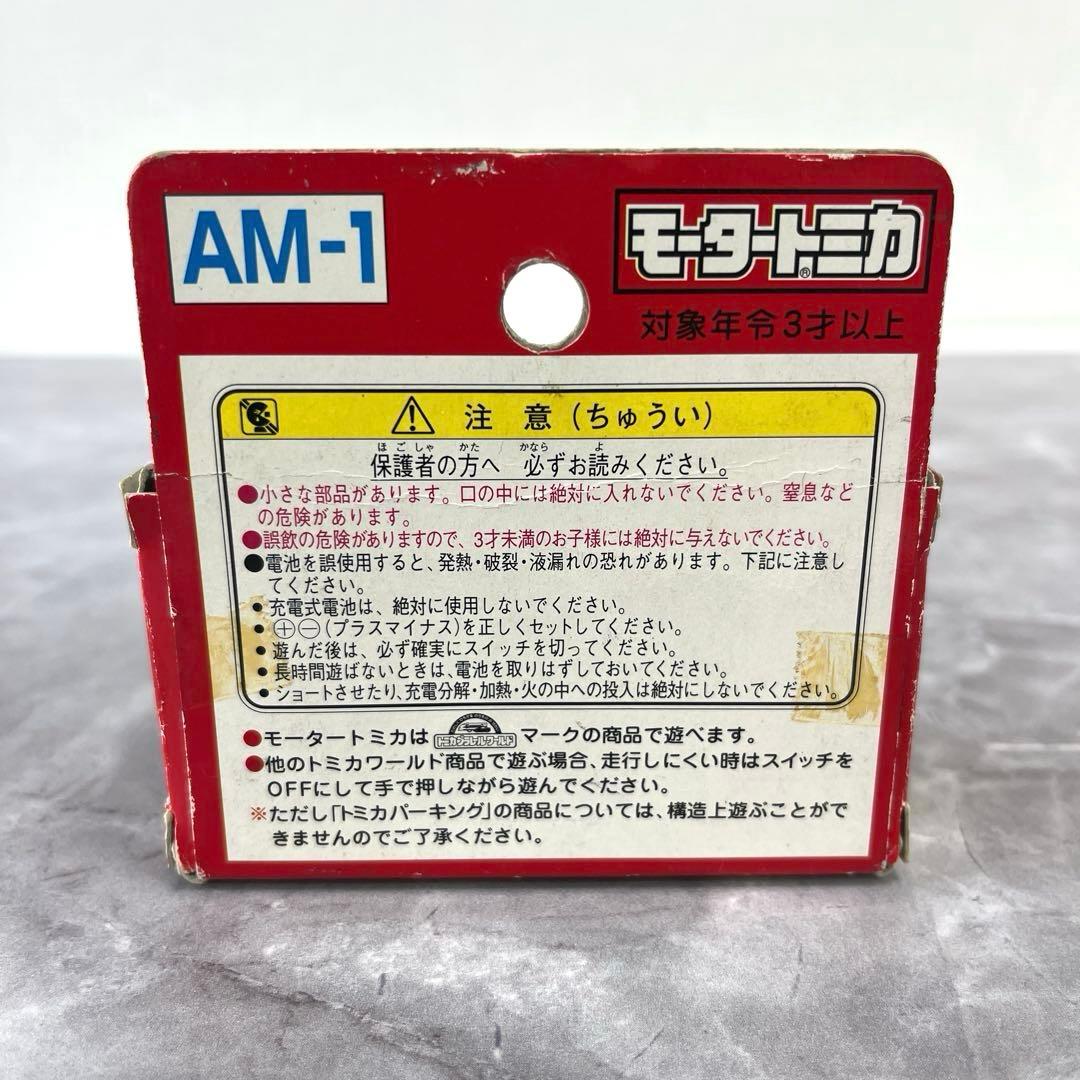 AM-1
モータートミカ®
対象年令3才以上
⚠ 注 意 (ちゅうい)
ほごしゃ かた かなら よ
保護者の方へ 必ずお読みください。
●小さな部品があります。口の中には絶対に入れないでください。窒息など
の危険があります。
●誤飲の危険がありますので、3才未満のお子様には絶対に与えないでください。
●電池を誤使用すると、発熱・破裂・液漏れの恐れがあります。下記に注意し
てください。
・充電式電池は、絶対に使用しないでください。
・⊕⊖(プラスマイナス)を正しくセットしてください。
・遊んだ後は、必ず確実にスイッチを切ってください。
・長時間遊ばないときは、電池を取りはずしておいてください。
・ショートさせたり、充電分解・加熱・火の中への投入は絶対にしないでください。
●モータートミカは トミカプラレールワールド マークの商品で遊べます。
●他のトミカワールド商品で遊ぶ場合、走行しにくい時はスイッチを
OFFにして手で押しながら遊んでください。
※ただし「トミカパーキング」の商品については、構造上遊ぶことがで
きませんのでご了承ください。